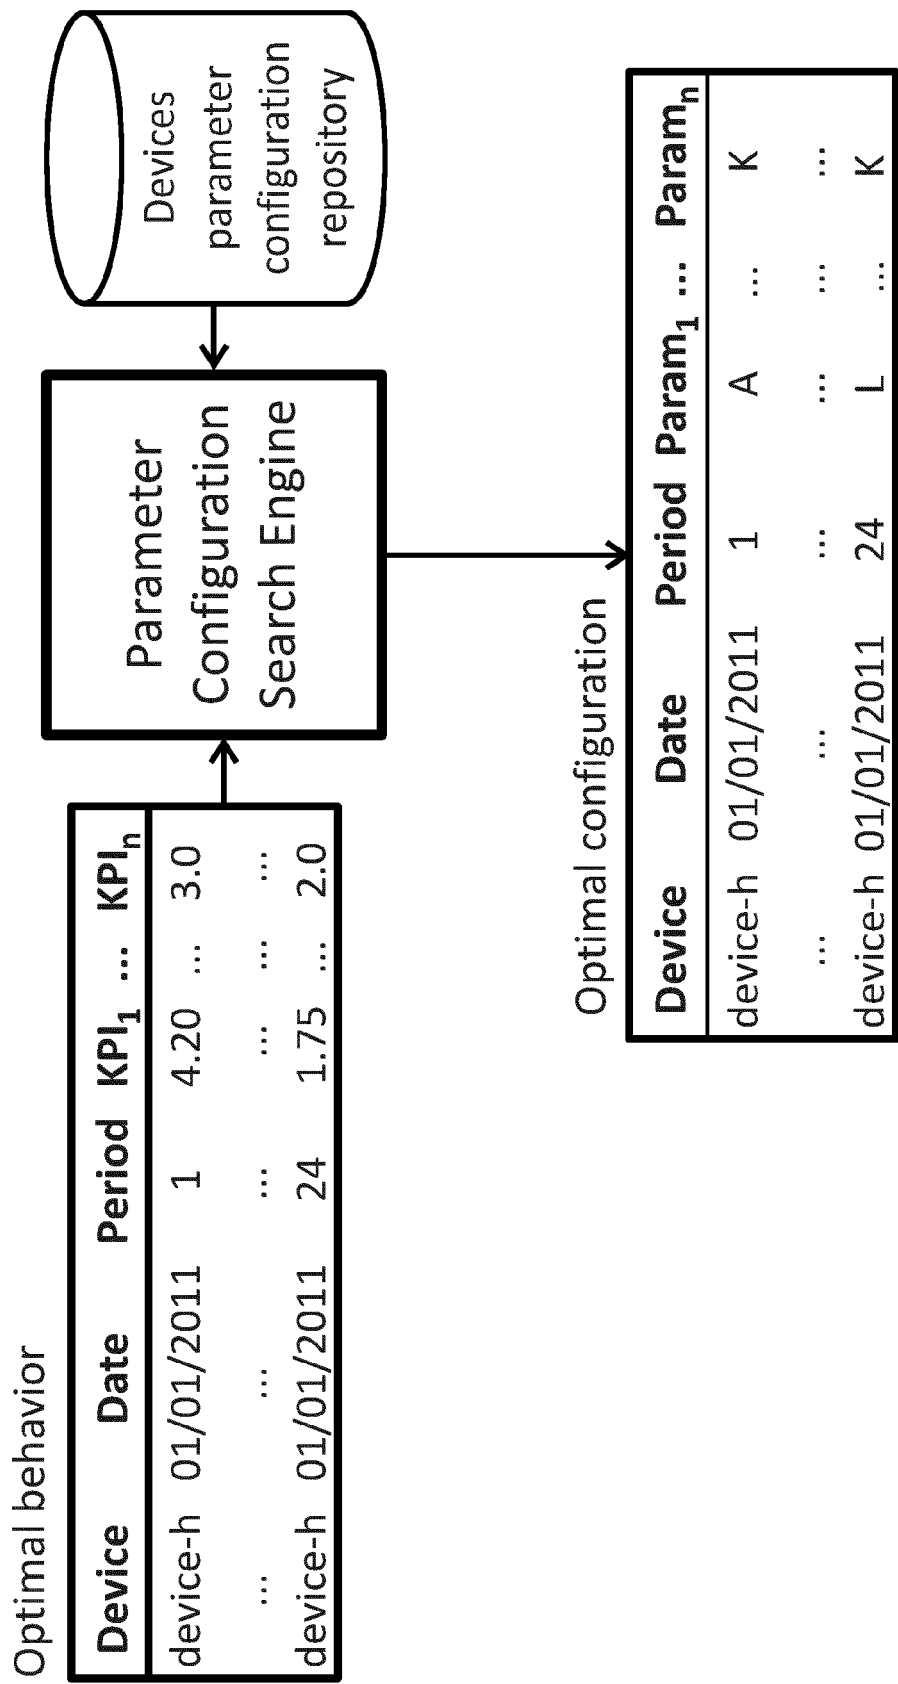 Optimal behavior
Device Date Period KPI1 ... KPIn
device-h 01/01/2011 1 4.20 ... 3.0
... ... ... ... ... ...
device-h 01/01/2011 24 1.75 ... 2.0
Parameter
Configuration
Search Engine
Devices
parameter
configuration
repository
Optimal configuration
Device Date Period Param1 ... Paramn
device-h 01/01/2011 1 A ... K
... ... ... ... ... ...
device-h 01/01/2011 24 L ... K